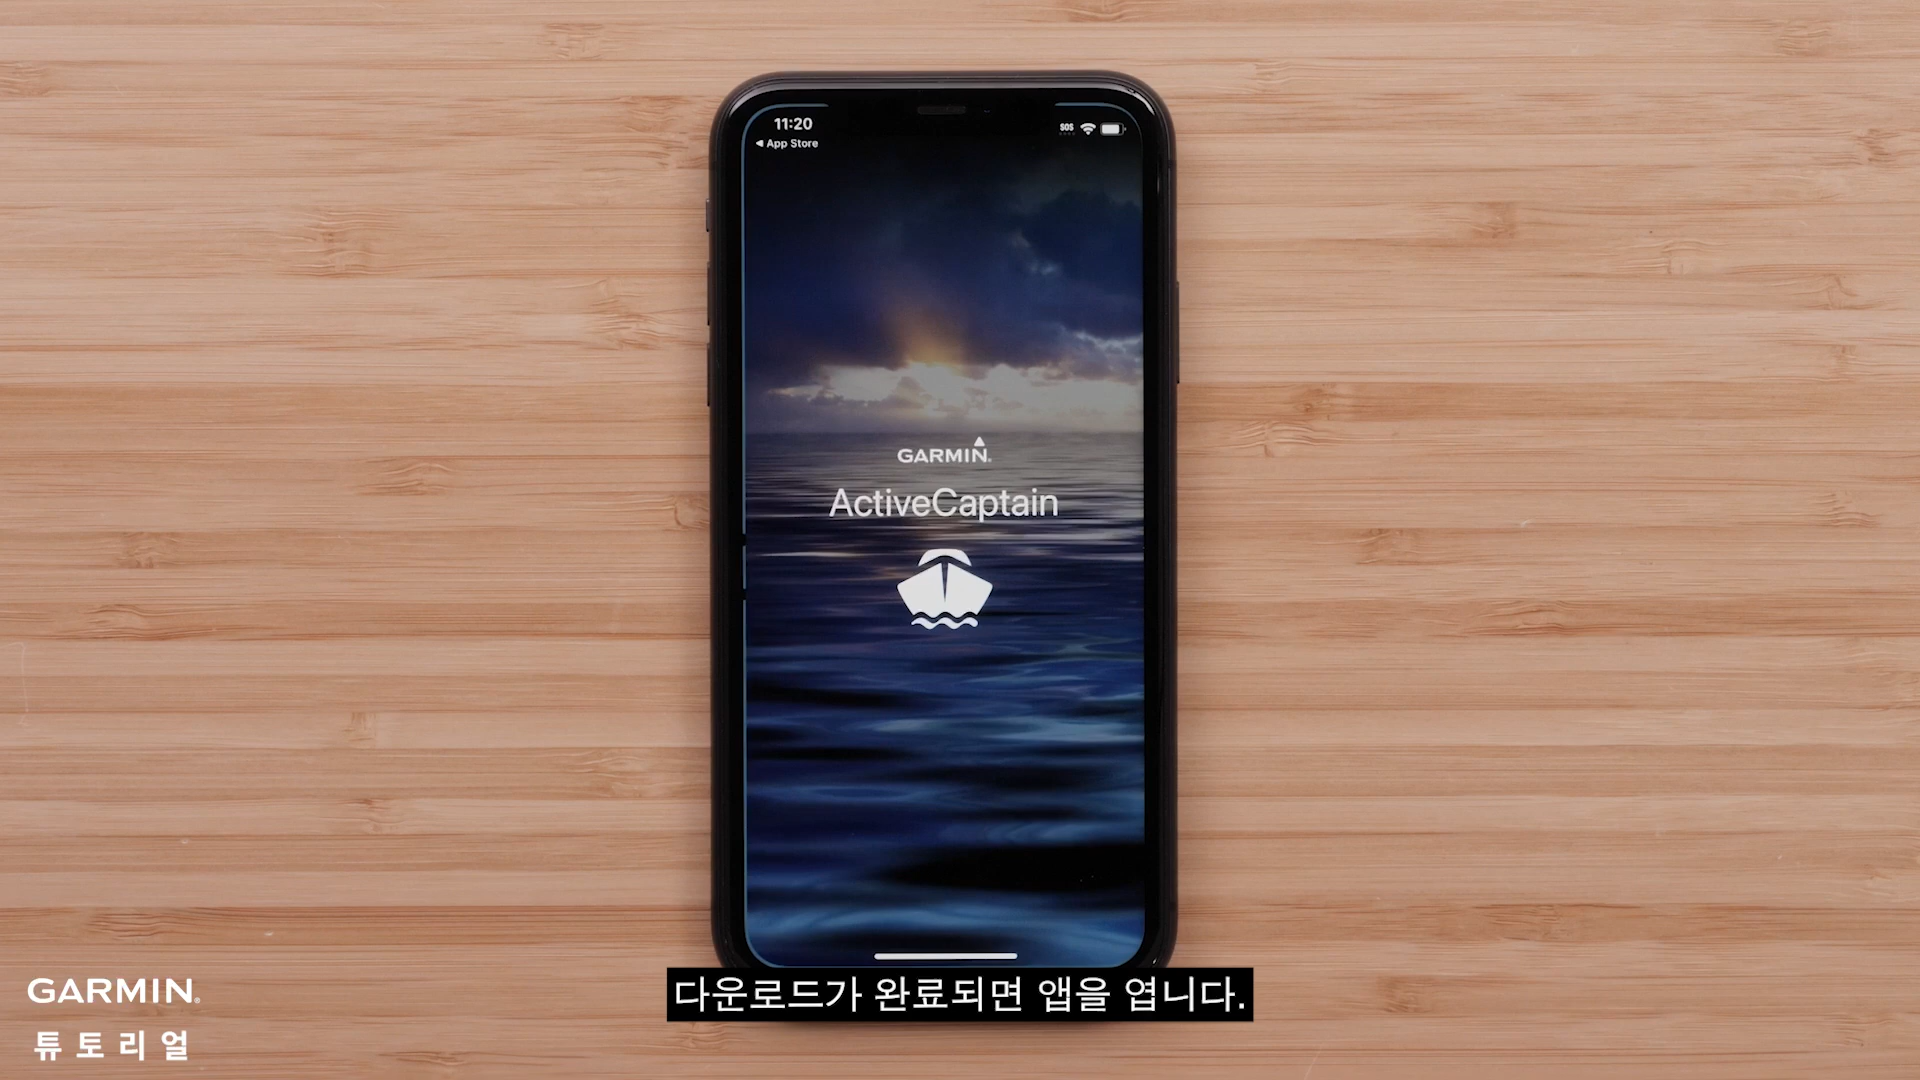 11:20
SOS
◀ App Store
GARMIN®
ActiveCaptain
다운로드가 완료되면 앱을 엽니다.
GARMIN®
튜토리얼